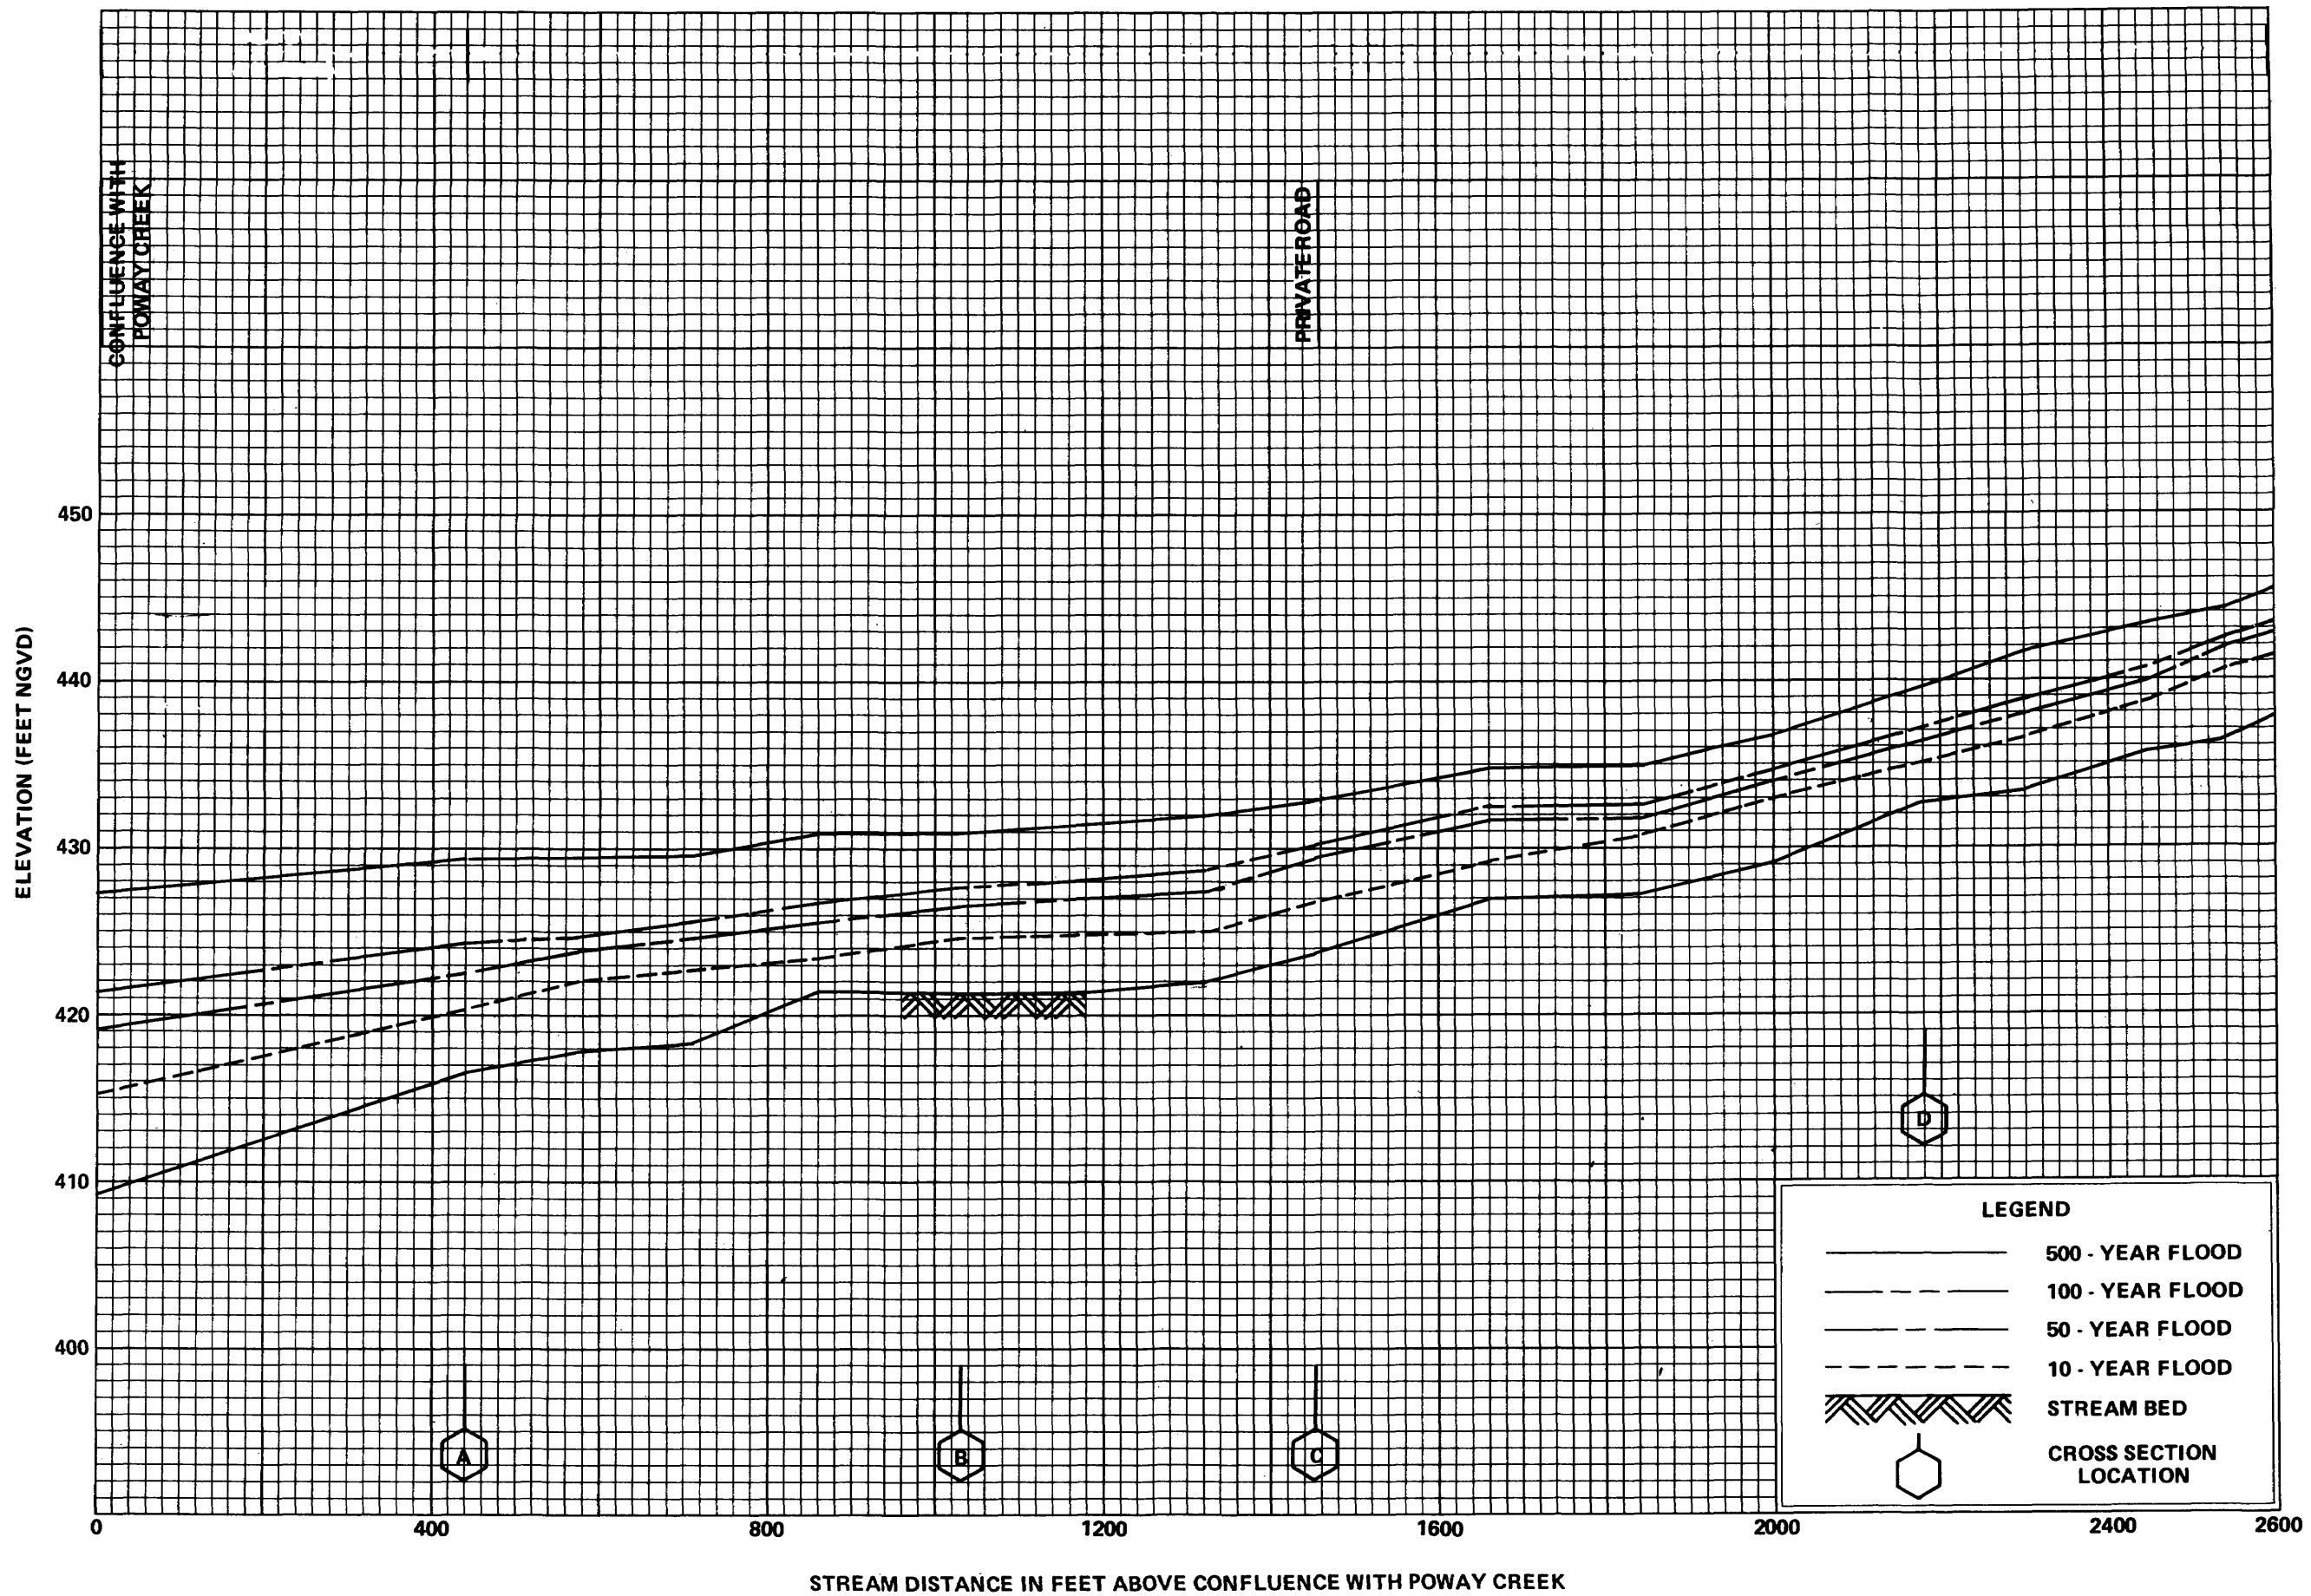 CONFLUENCE WITH
POWAY CREEK
PRIVATE ROAD
ELEVATION (FEET NGVD)
450
440
430
420
410
400
D
A
B
C
LEGEND
500 - YEAR FLOOD
100 - YEAR FLOOD
50 - YEAR FLOOD
10 - YEAR FLOOD
STREAM BED
CROSS SECTION
LOCATION
0 400 800 1200 1600 2000 2400 2600
STREAM DISTANCE IN FEET ABOVE CONFLUENCE WITH POWAY CREEK